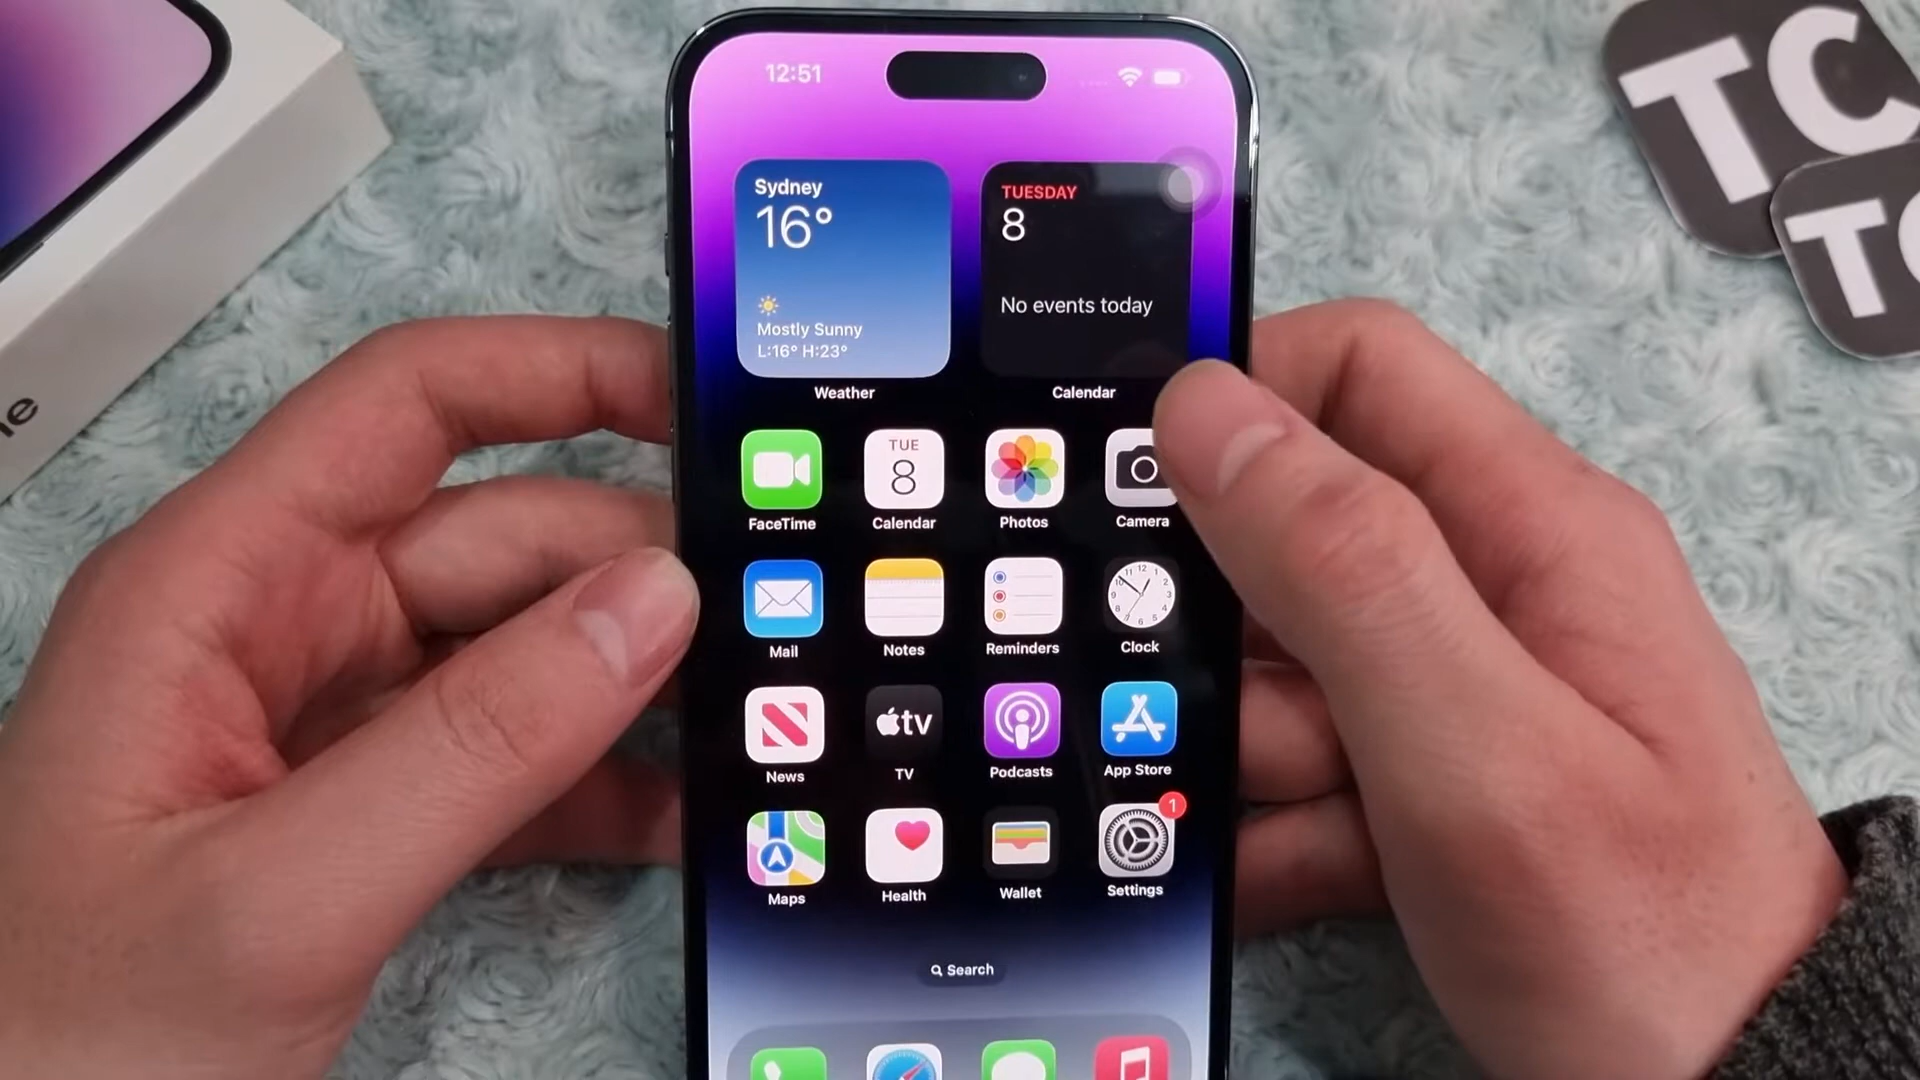 12:51
TC
Sydney
16°
Mostly Sunny
L:16° H:23°
TUESDAY
8
No events today
Weather
Calendar
TUE
8
FaceTime
Calendar
Photos
Camera
Mail
Notes
Reminders
Clock
tv
News
TV
Podcasts
App Store
1
Maps
Health
Wallet
Settings
Search